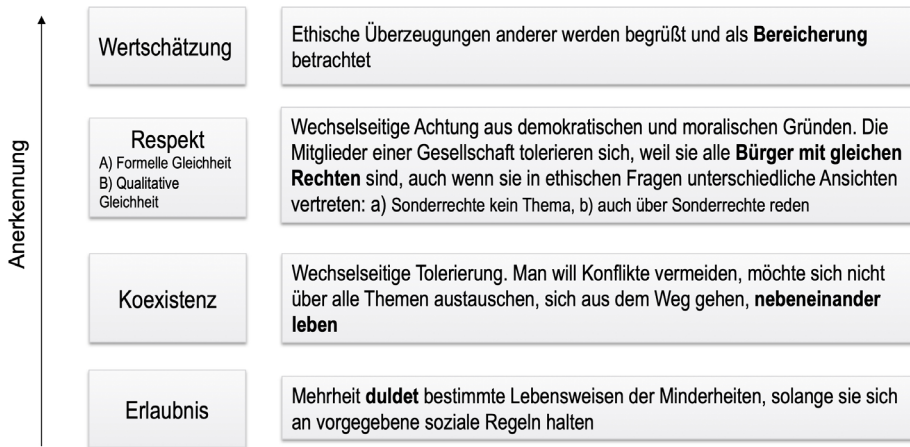 Anerkennung
Wertschätzung
Ethische Überzeugungen anderer werden begrüßt und als Bereicherung
betrachtet
Respekt
A) Formelle Gleichheit
B) Qualitative
Gleichheit
Wechselseitige Achtung aus demokratischen und moralischen Gründen. Die
Mitglieder einer Gesellschaft tolerieren sich, weil sie alle Bürger mit gleichen
Rechten sind, auch wenn sie in ethischen Fragen unterschiedliche Ansichten
vertreten: a) Sonderrechte kein Thema, b) auch über Sonderrechte reden
Koexistenz
Wechselseitige Tolerierung. Man will Konflikte vermeiden, möchte sich nicht
über alle Themen austauschen, sich aus dem Weg gehen, nebeneinander
leben
Erlaubnis
Mehrheit duldet bestimmte Lebensweisen der Minderheiten, solange sie sich
an vorgegebene soziale Regeln halten